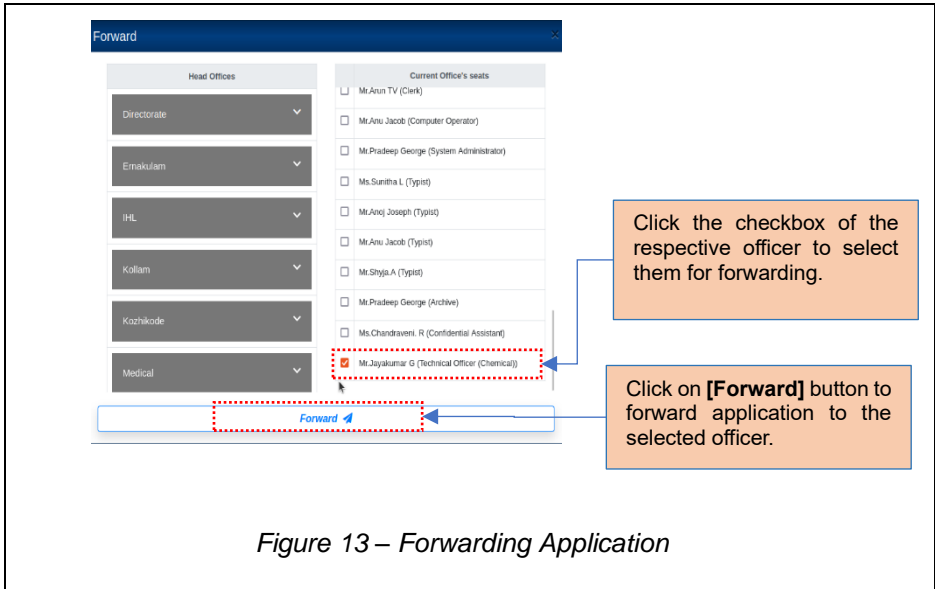 Forward
×
Head Offices
Directorate
Ernakulam
IHL
Kollam
Kozhikode
Medical
Current Office's seats
Mr.Arun TV (Clerk)
Mr.Anu Jacob (Computer Operator)
Mr.Pradeep George (System Administrator)
Ms.Sunitha L (Typist)
Mr.Anoj Joseph (Typist)
Mr.Anu Jacob (Typist)
Mr.Shyja.A (Typist)
Mr.Pradeep George (Archive)
Ms.Chandraveni. R (Confidential Assistant)
Mr.Jayakumar G (Technical Officer (Chemical))
Forward
Click the checkbox of the
respective officer to select
them for forwarding.
Click on [Forward] button to
forward application to the
selected officer.
Figure 13 – Forwarding Application